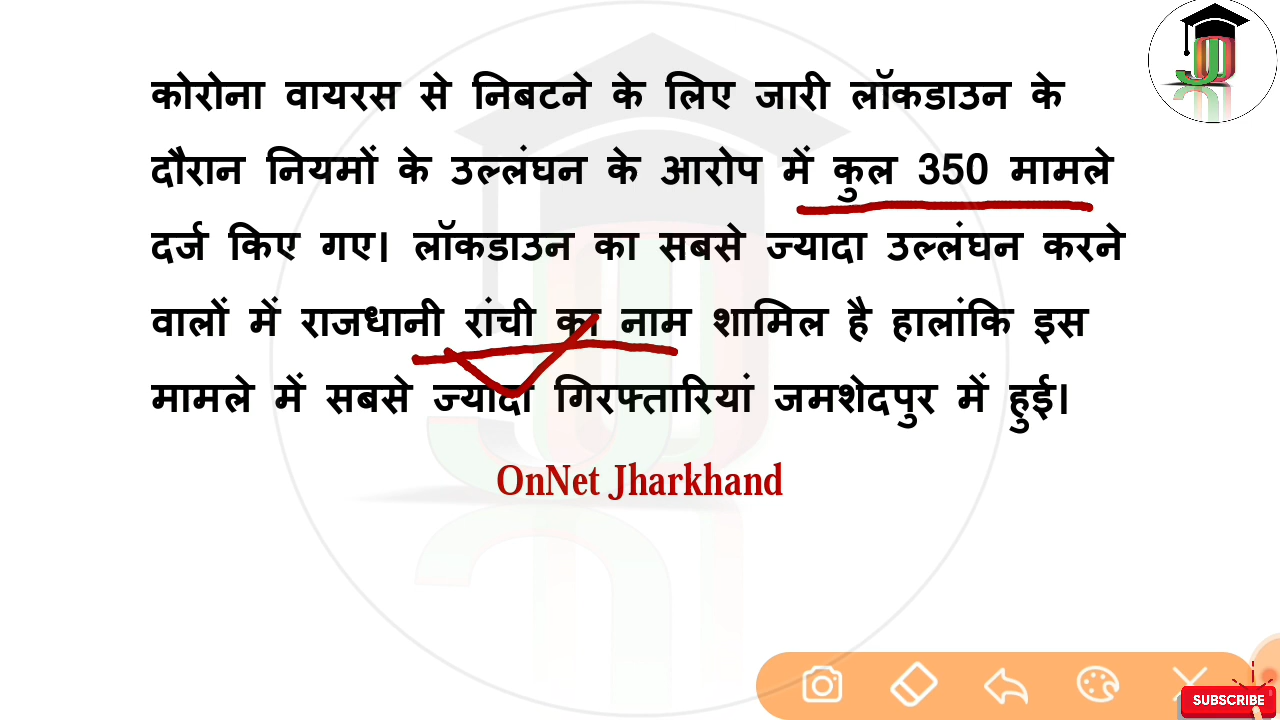 कोरोना वायरस से निबटने के लिए जारी लॉकडाउन के
दौरान नियमों के उल्लंघन के आरोप में कुल 350 मामले
दर्ज किए गए। लॉकडाउन का सबसे ज्यादा उल्लंघन करने
वालों में राजधानी रांची का नाम शामिल है हालांकि इस
मामले में सबसे ज्यादा गिरफ्तारियां जमशेदपुर में हुई।
OnNet Jharkhand
SUBSCRIBE